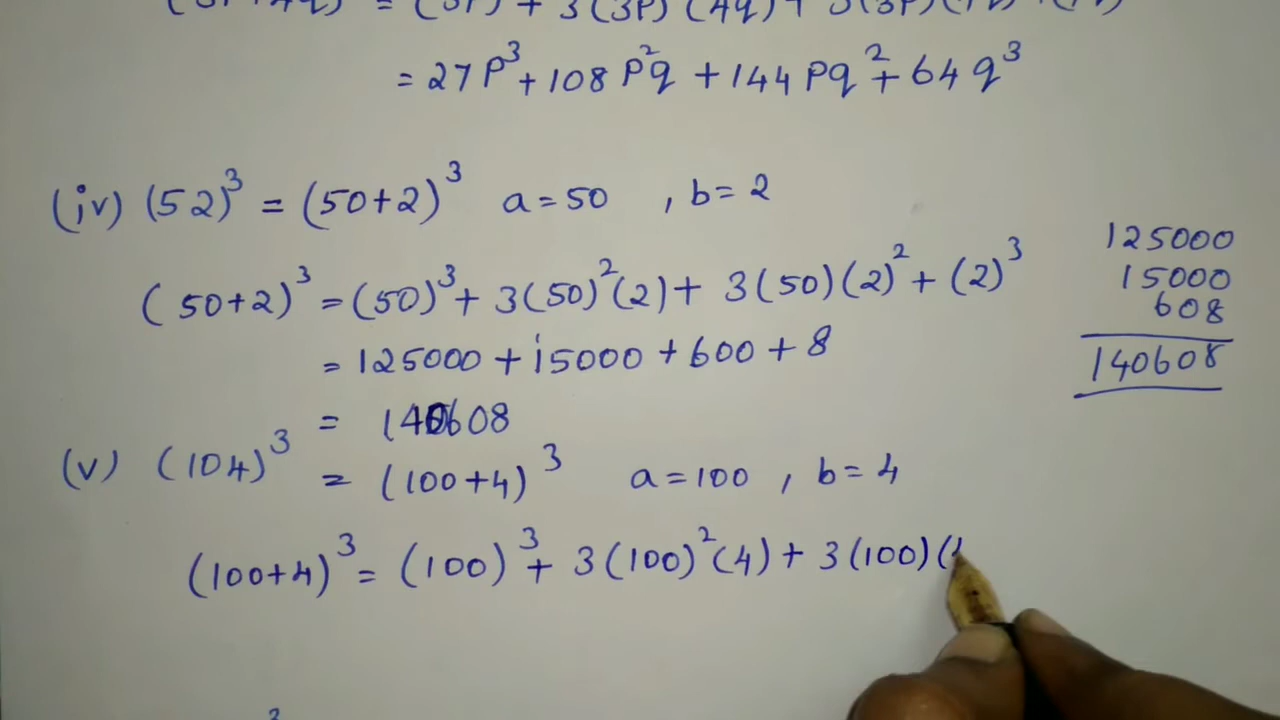 = 27p³ + 108p²q + 144pq² + 64q³
(iv) (52)³ = (50+2)³ a = 50 , b = 2
(50+2)³ = (50)³ + 3(50)²(2) + 3(50)(2)² + (2)³
= 125000 + 15000 + 600 + 8
= 140608
125000
15000
608
140608
(v) (104)³ = (100+4)³ a = 100 , b = 4
(100+4)³ = (100)³ + 3(100)²(4) + 3(100)(